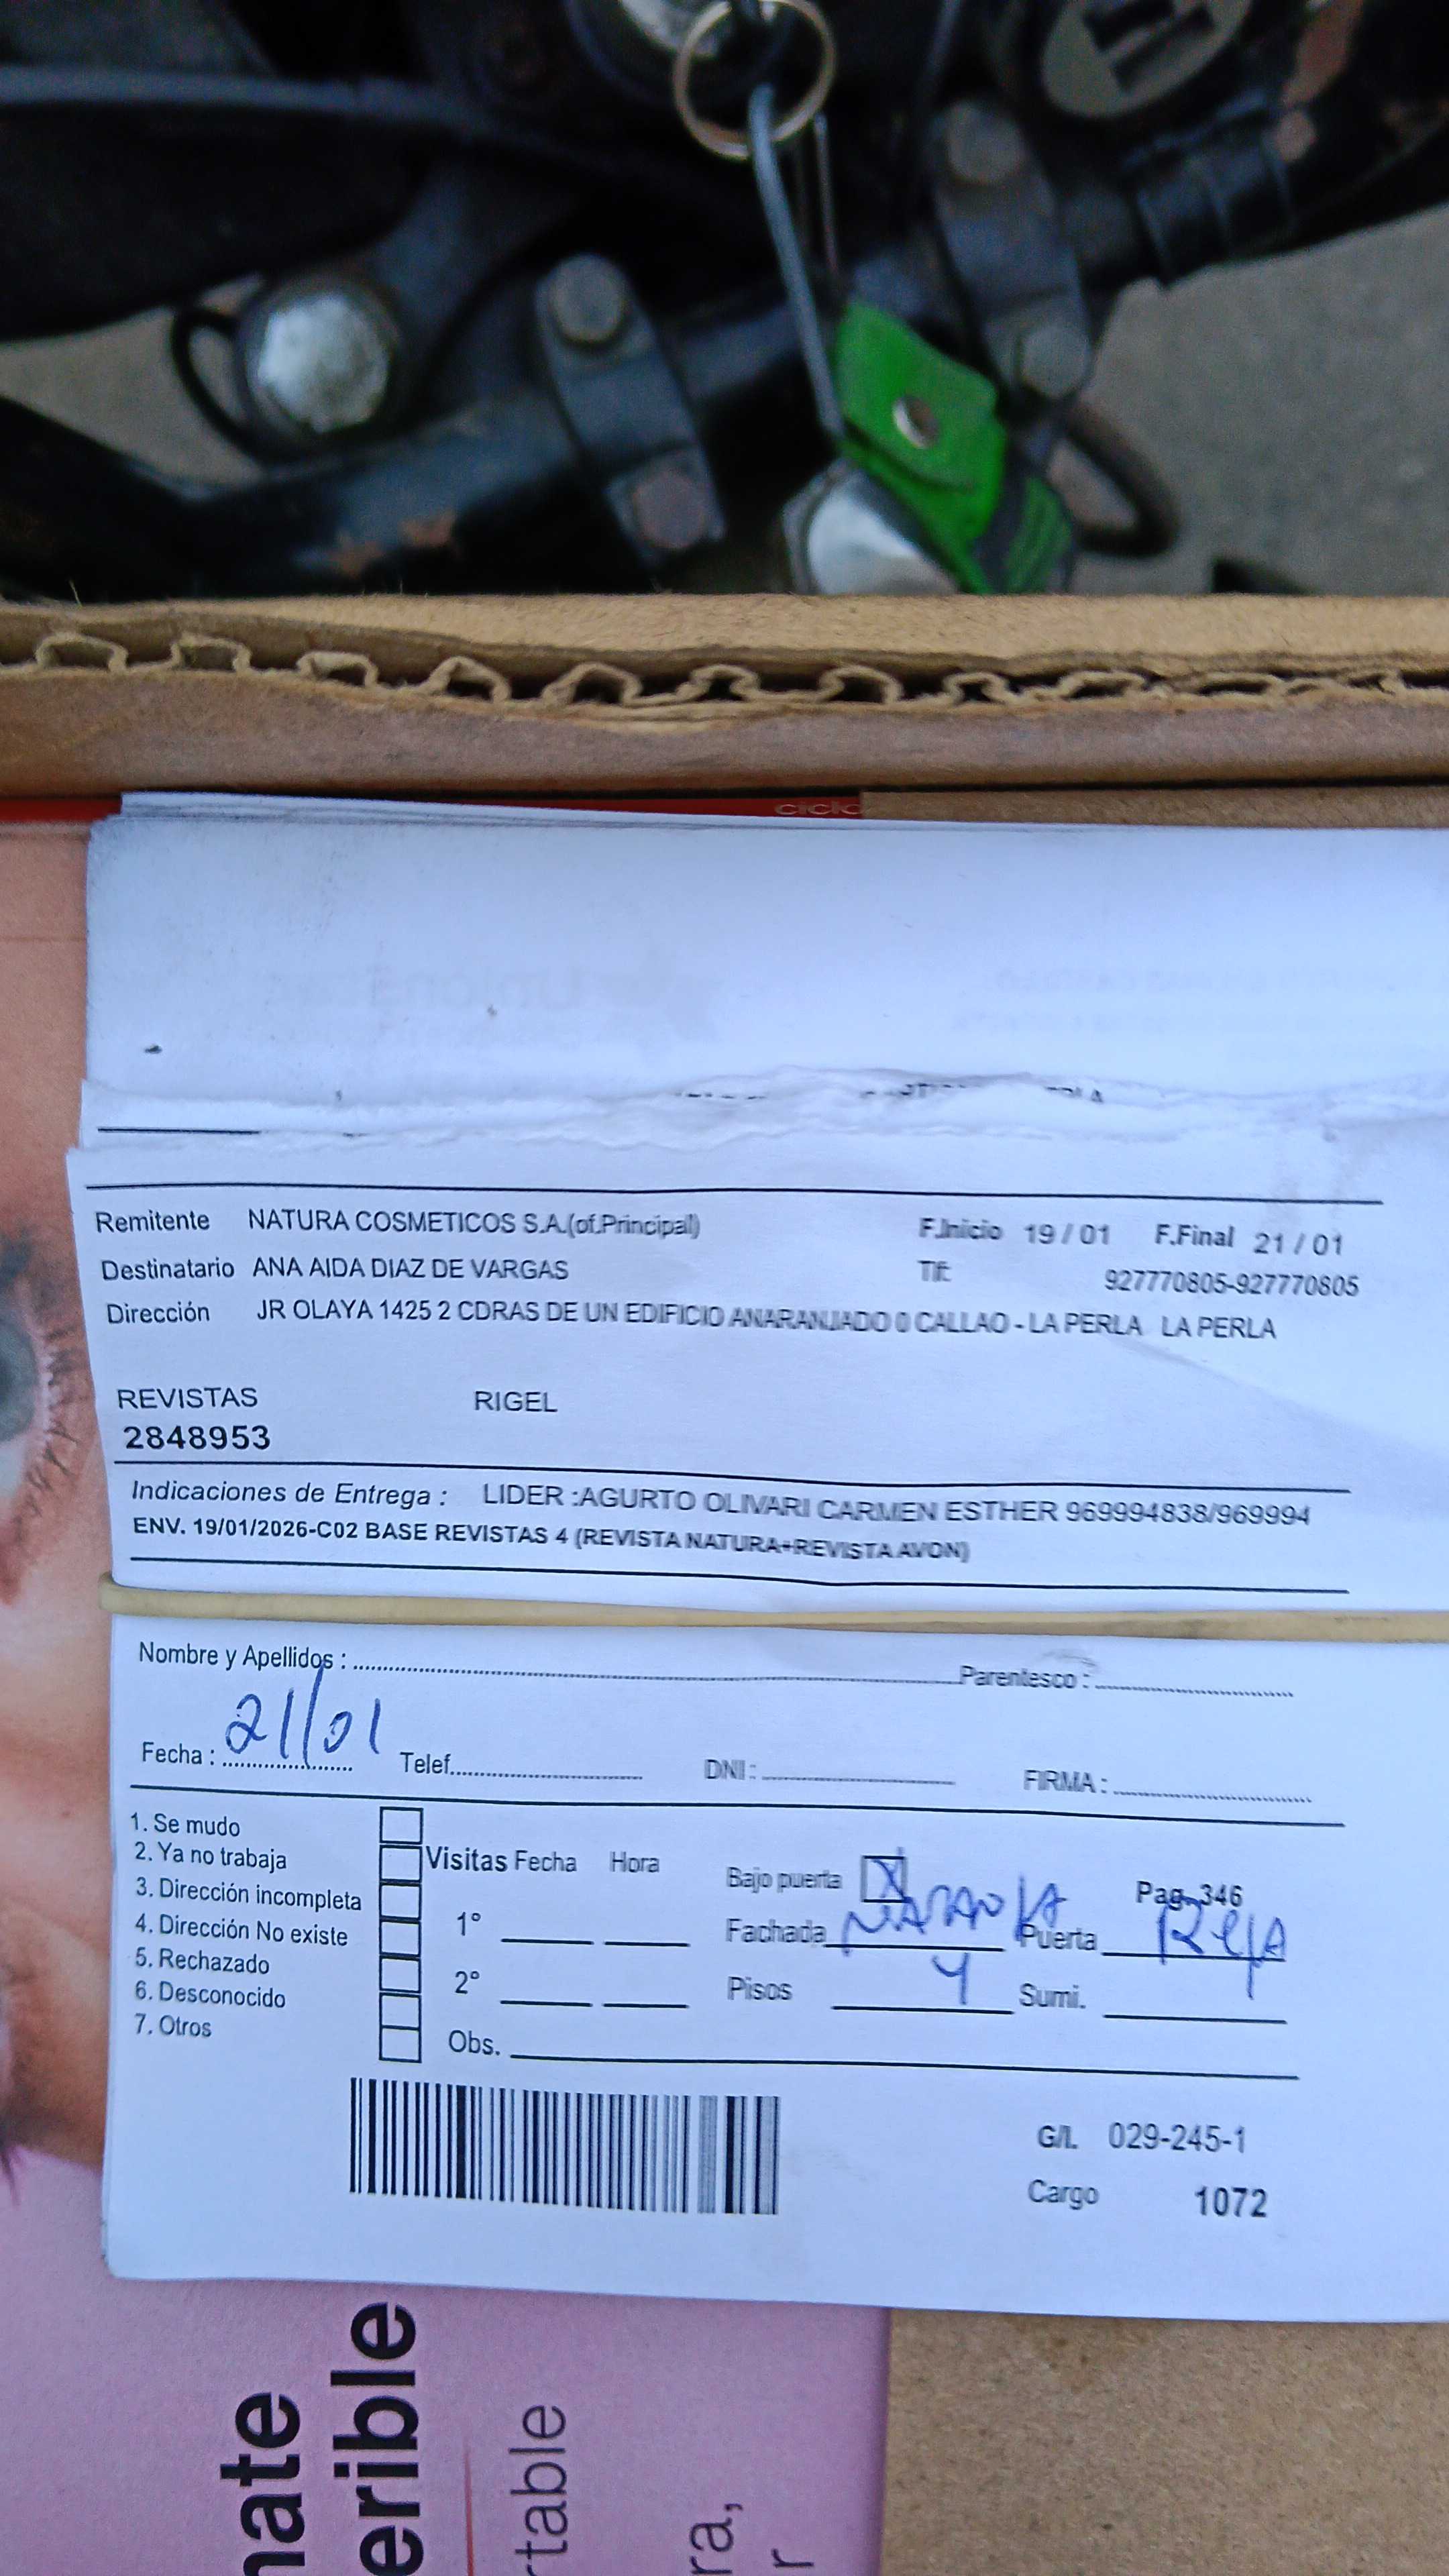 ciclo
Remitente NATURA COSMETICOS S.A.(of.Principal) F.Inicio 19 / 01 F.Final 21 / 01
Destinatario ANA AIDA DIAZ DE VARGAS Tlf: 927770805-927770805
Dirección JR OLAYA 1425 2 CDRAS DE UN EDIFICIO ANARANJADO 0 CALLAO - LA PERLA LA PERLA
REVISTAS RIGEL
2848953
Indicaciones de Entrega : LIDER :AGURTO OLIVARI CARMEN ESTHER 969994838/969994
ENV. 19/01/2026-C02 BASE REVISTAS 4 (REVISTA NATURA+REVISTA AVON)
Nombre y Apellidos : Parentesco :
Fecha : 21/01 Telef. DNI : FIRMA :
1. Se mudo
2. Ya no trabaja Visitas Fecha Hora Bajo puerta X Pag. 346
3. Dirección incompleta
4. Dirección No existe 1° Fachada NARANJA Puerta REJA
5. Rechazado
6. Desconocido 2° Pisos 4 Sumi.
7. Otros Obs.
G/L 029-245-1
Cargo 1072
nate
erible
rtable
ra,
r